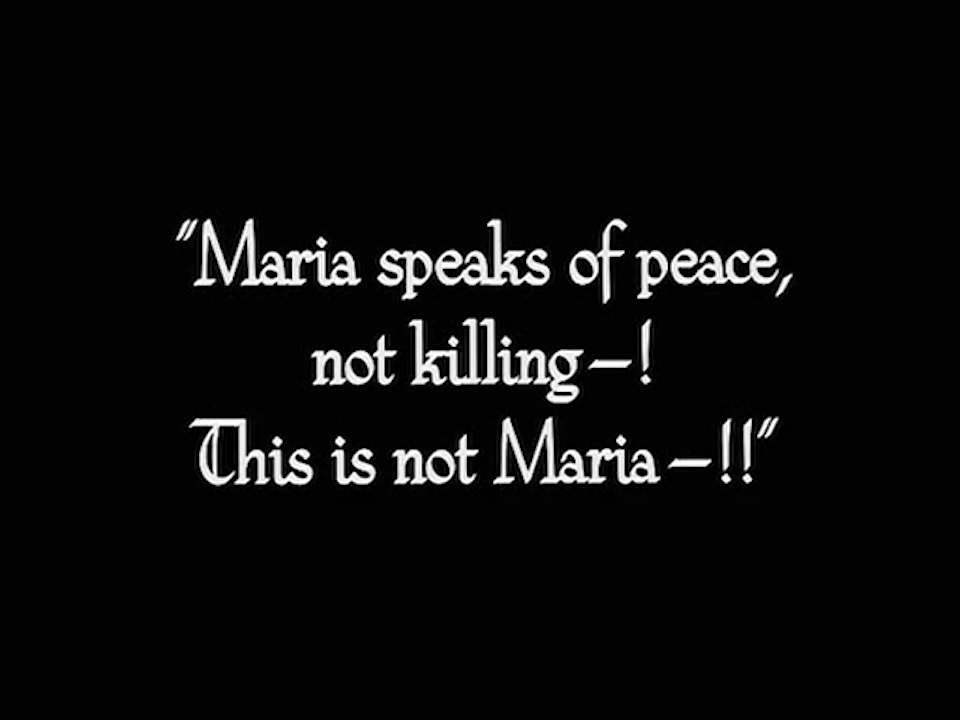 "Maria speaks of peace,
not killing—!
This is not Maria—!!"